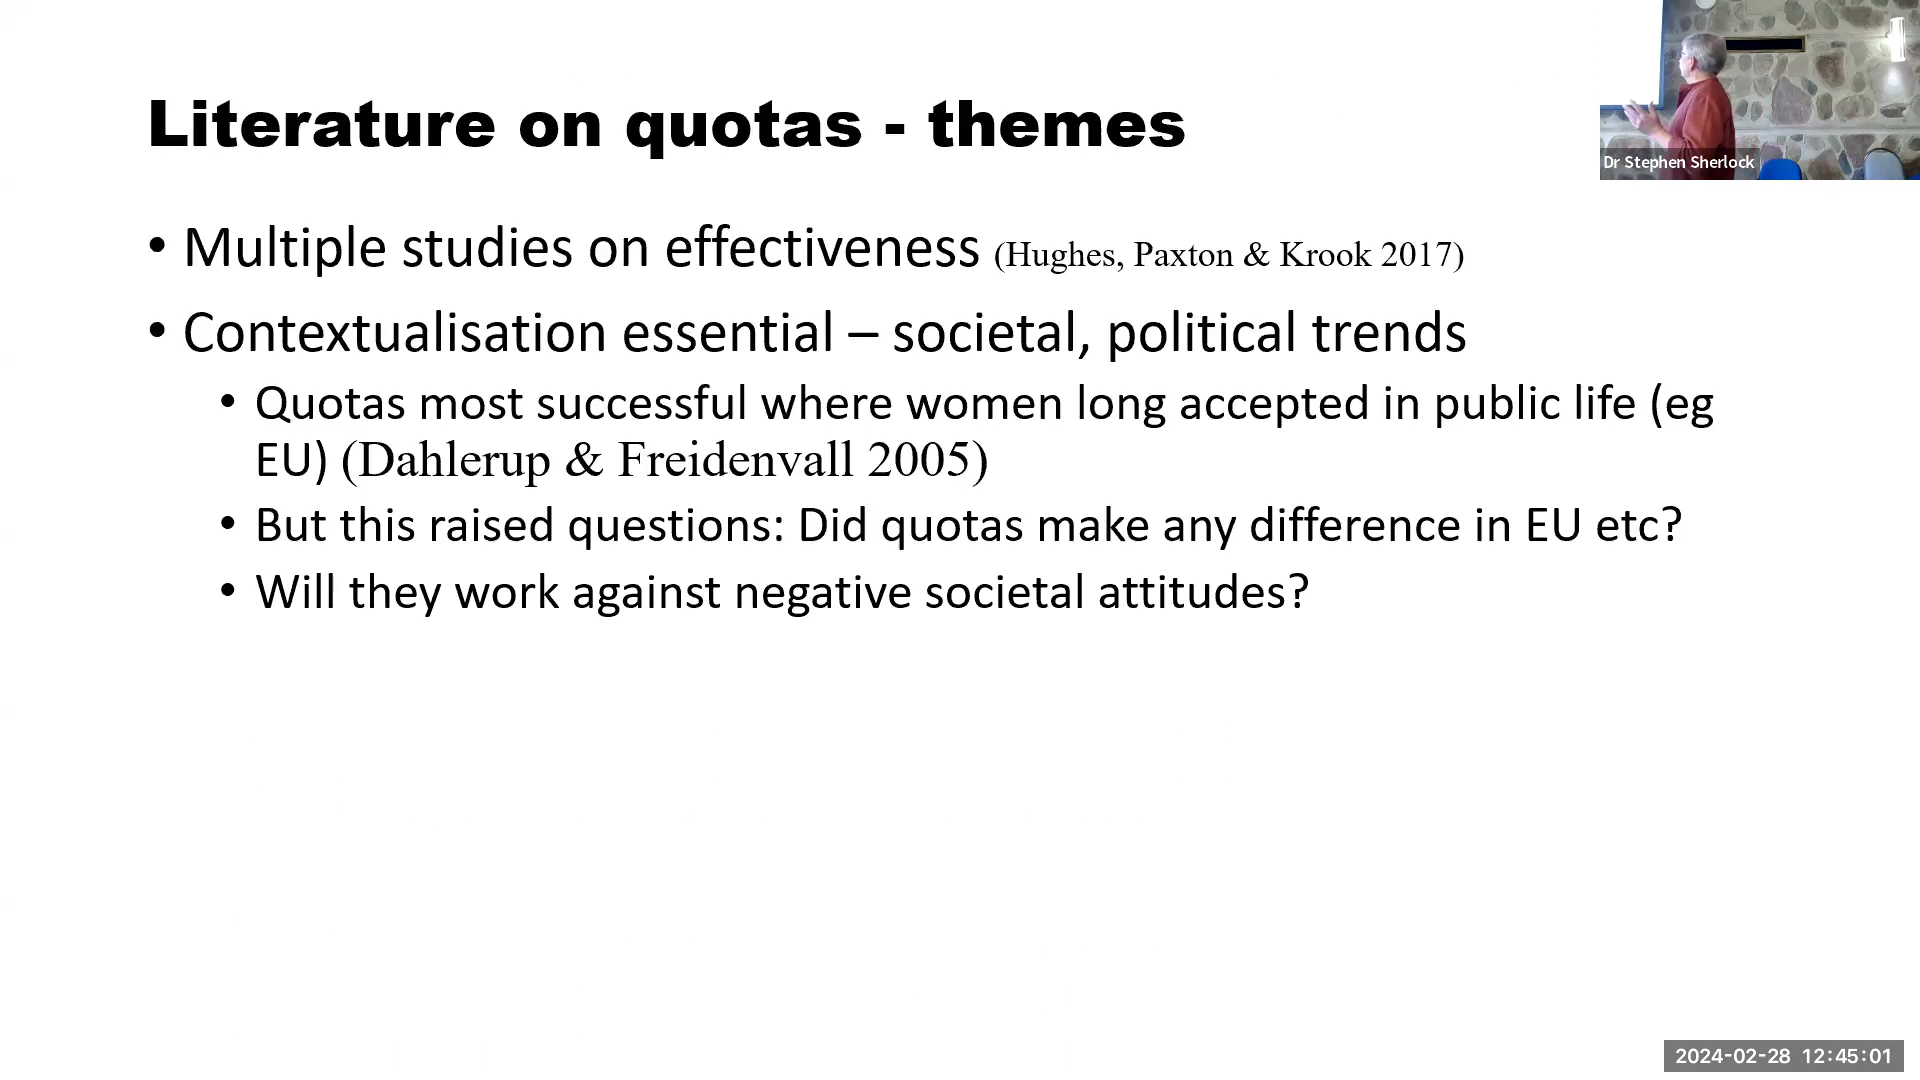 Literature on quotas - themes
Dr Stephen Sherlock
• Multiple studies on effectiveness (Hughes, Paxton & Krook 2017)
• Contextualisation essential – societal, political trends
• Quotas most successful where women long accepted in public life (eg
EU) (Dahlerup & Freidenvall 2005)
• But this raised questions: Did quotas make any difference in EU etc?
• Will they work against negative societal attitudes?
2024-02-28 12:45:01